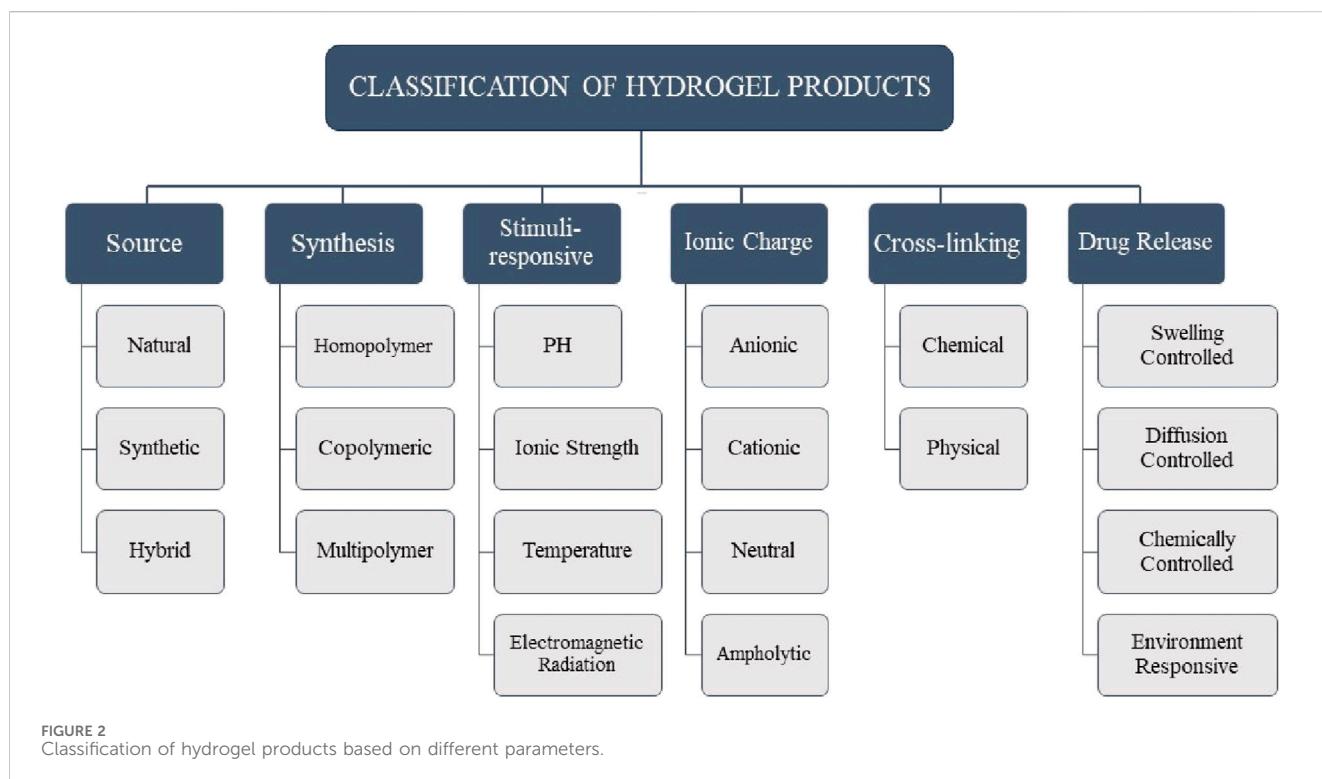 CLASSIFICATION OF HYDROGEL PRODUCTS
Source
Natural
Synthetic
Hybrid
Synthesis
Homopolymer
Copolymeric
Multipolymer
Stimuli-
responsive
PH
Ionic Strength
Temperature
Electromagnetic
Radiation
Ionic Charge
Anionic
Cationic
Neutral
Ampholytic
Cross-linking
Chemical
Physical
Drug Release
Swelling
Controlled
Diffusion
Controlled
Chemically
Controlled
Environment
Responsive
FIGURE 2
Classification of hydrogel products based on different parameters.